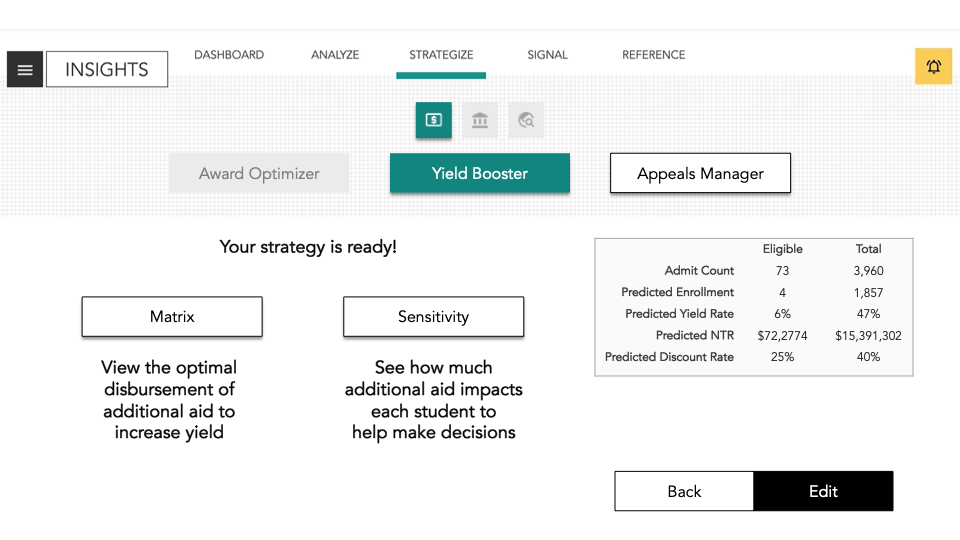 INSIGHTS
DASHBOARD
ANALYZE
STRATEGIZE
SIGNAL
REFERENCE
$
Award Optimizer
Yield Booster
Appeals Manager
Your strategy is ready!
Matrix
View the optimal
disbursement of
additional aid to
increase yield
Sensitivity
See how much
additional aid impacts
each student to
help make decisions
Eligible Total
Admit Count 73 3,960
Predicted Enrollment 4 1,857
Predicted Yield Rate 6% 47%
Predicted NTR $72,2774 $15,391,302
Predicted Discount Rate 25% 40%
Back
Edit